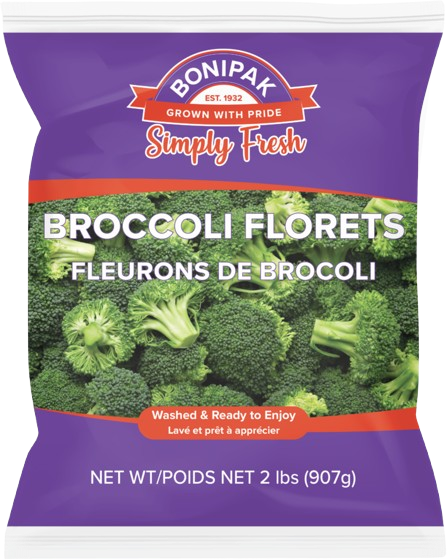 BONIPAK
EST. 1932
GROWN WITH PRIDE
Simply Fresh
BROCCOLI FLORETS
FLEURONS DE BROCOLI
Washed & Ready to Enjoy
Lavé et prêt à apprécier
NET WT/POIDS NET 2 lbs (907g)